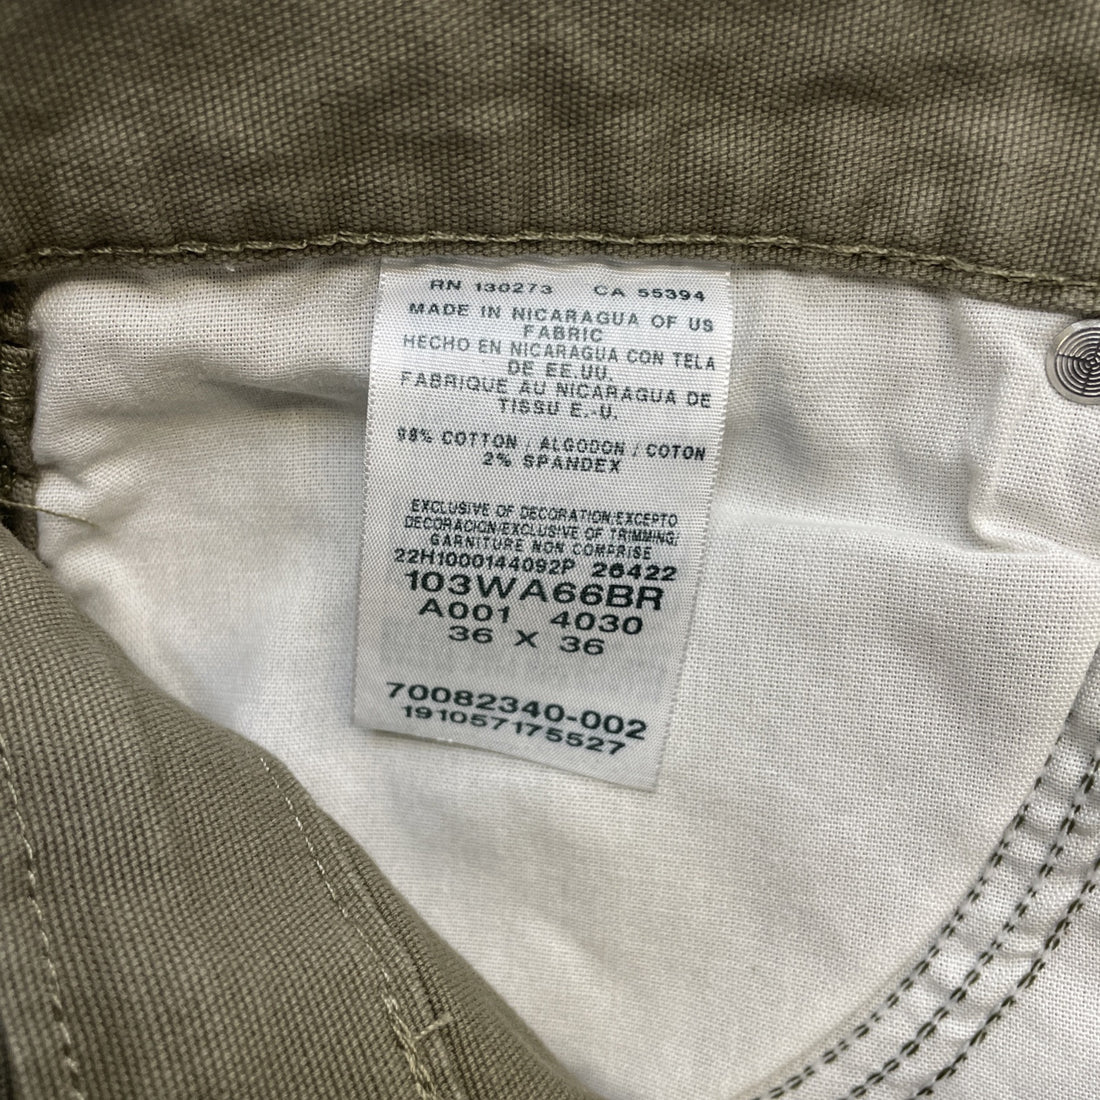 RN 130273 CA 55394
MADE IN NICARAGUA OF US
FABRIC
HECHO EN NICARAGUA CON TELA
DE EE.UU.
FABRIQUE AU NICARAGUA DE
TISSU E.-U.
98% COTTON / ALGODON / COTON
2% SPANDEX
EXCLUSIVE OF DECORATION/EXCEPTO
DECORACION/EXCLUSIVE OF TRIMMING/
GARNITURE NON COMPRISE
22H1000144092P 26422
103WA66BR
A001 4030
36 X 36
70082340-002
191057175527